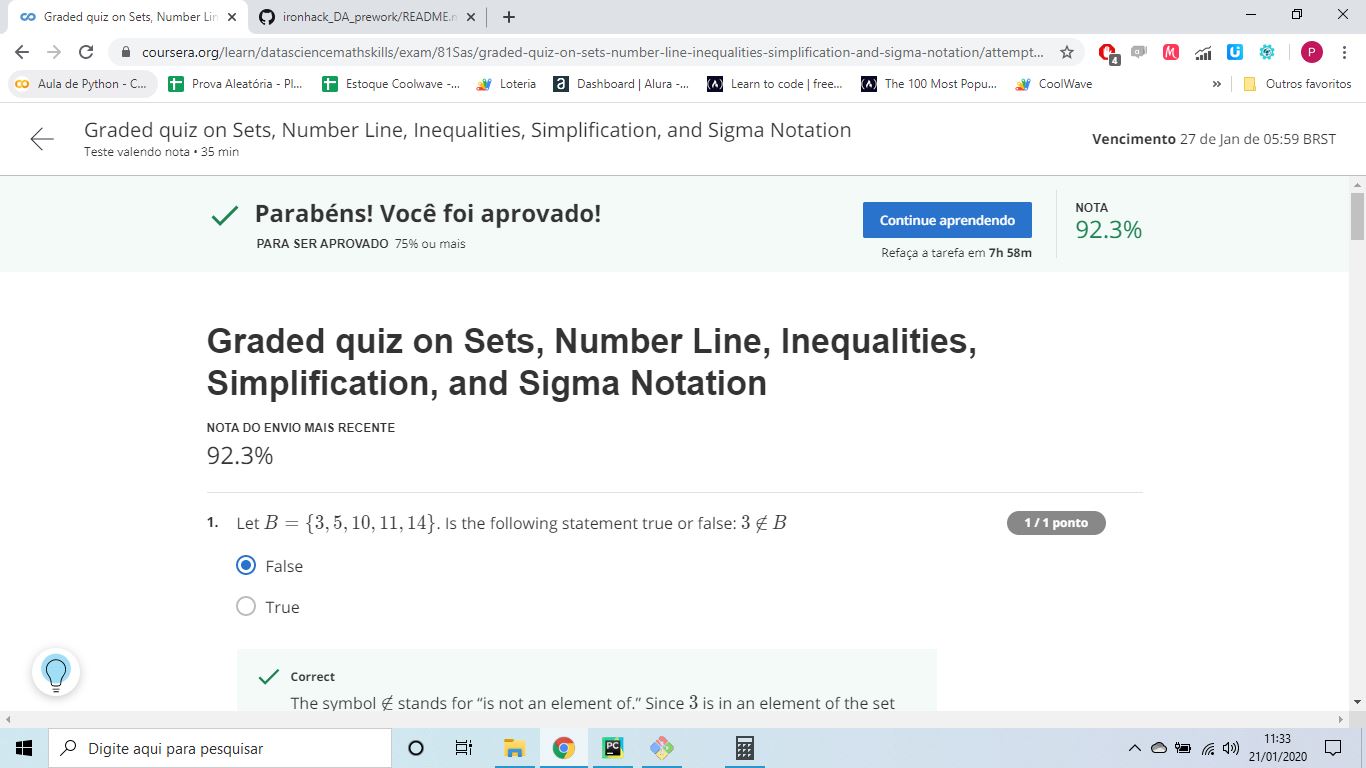 Graded quiz on Sets, Number Lin
ironhack_DA_prework/README.m
coursera.org/learn/datasciencemathskills/exam/81Sas/graded-quiz-on-sets-number-line-inequalities-simplification-and-sigma-notation/attempt...
4
P
Aula de Python - C...
Prova Aleatória - Pl...
Estoque Coolwave -...
Loteria
Dashboard | Alura -...
Learn to code | free...
The 100 Most Popu...
CoolWave
»
Outros favoritos
Graded quiz on Sets, Number Line, Inequalities, Simplification, and Sigma Notation
Teste valendo nota • 35 min
Vencimento 27 de Jan de 05:59 BRST
Parabéns! Você foi aprovado!
PARA SER APROVADO 75% ou mais
Continue aprendendo
Refaça a tarefa em 7h 58m
NOTA
92.3%
Graded quiz on Sets, Number Line, Inequalities,
Simplification, and Sigma Notation
NOTA DO ENVIO MAIS RECENTE
92.3%
1. Let B = {3, 5, 10, 11, 14}. Is the following statement true or false: 3 ∉ B
1 / 1 ponto
False
True
Correct
The symbol ∉ stands for “is not an element of.” Since 3 is in an element of the set
Digite aqui para pesquisar
PC
11:33
21/01/2020